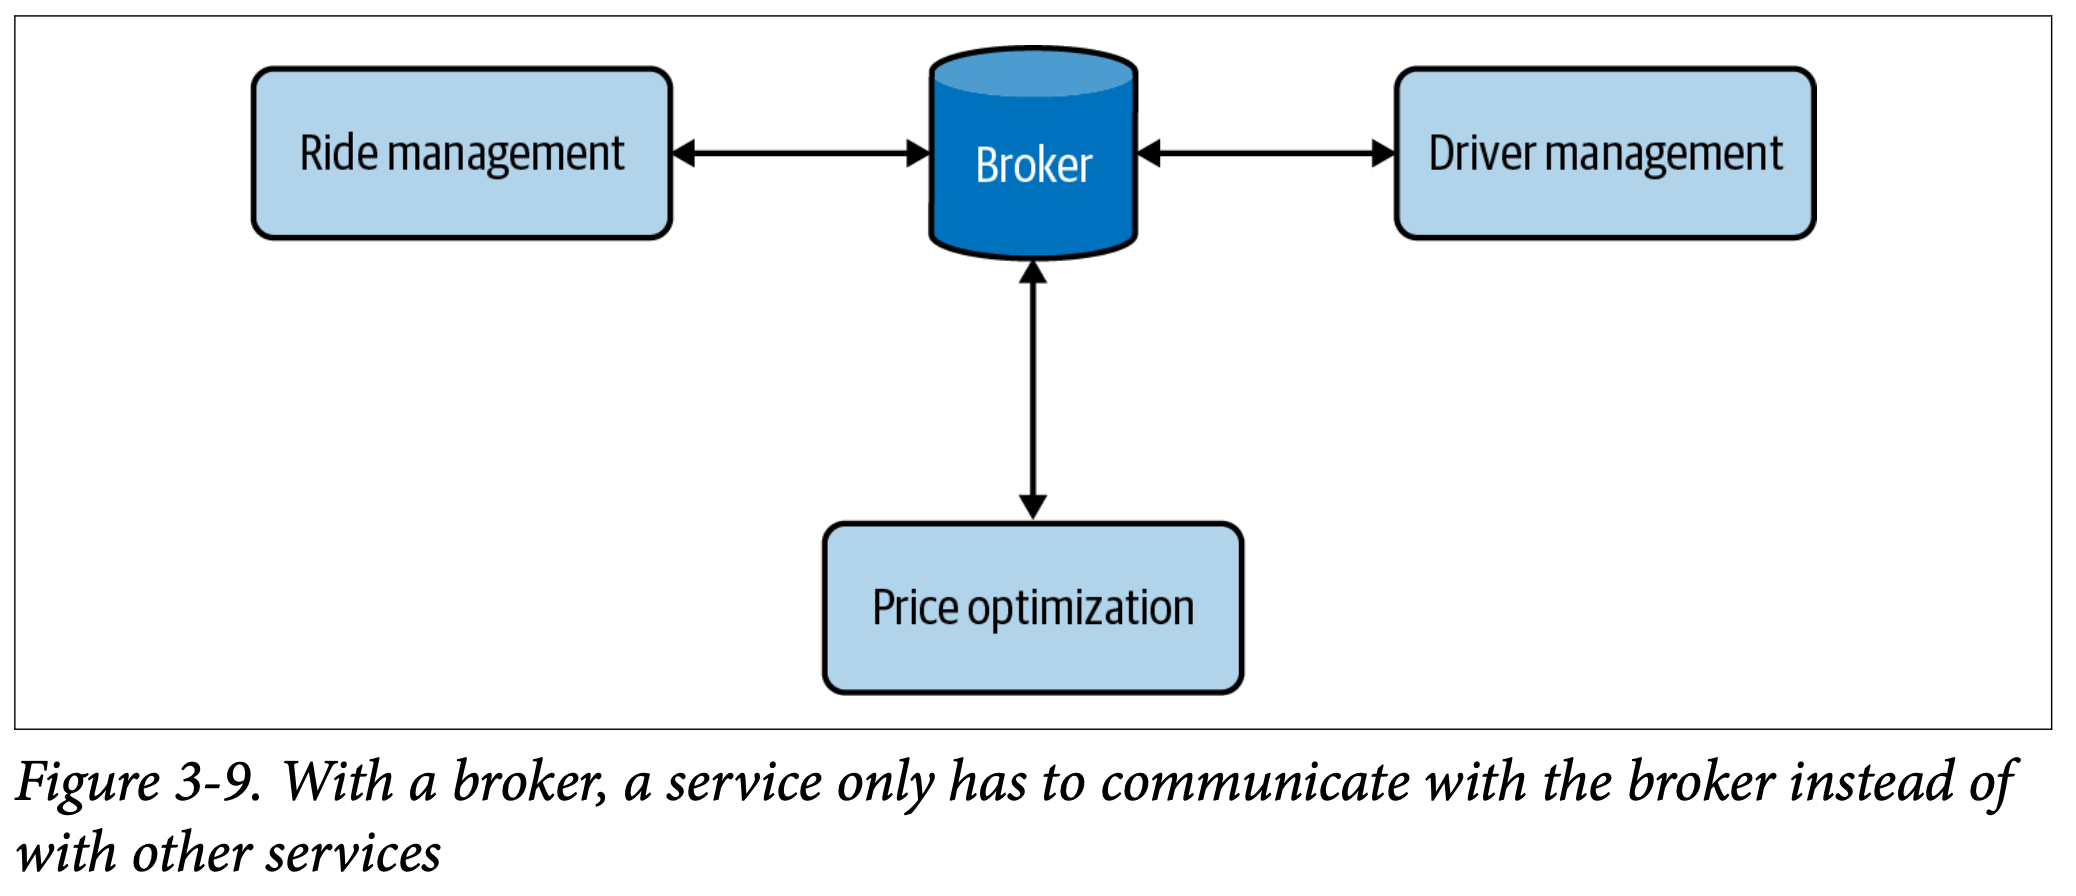 Ride management
Broker
Driver management
Price optimization
Figure 3-9. With a broker, a service only has to communicate with the broker instead of
with other services